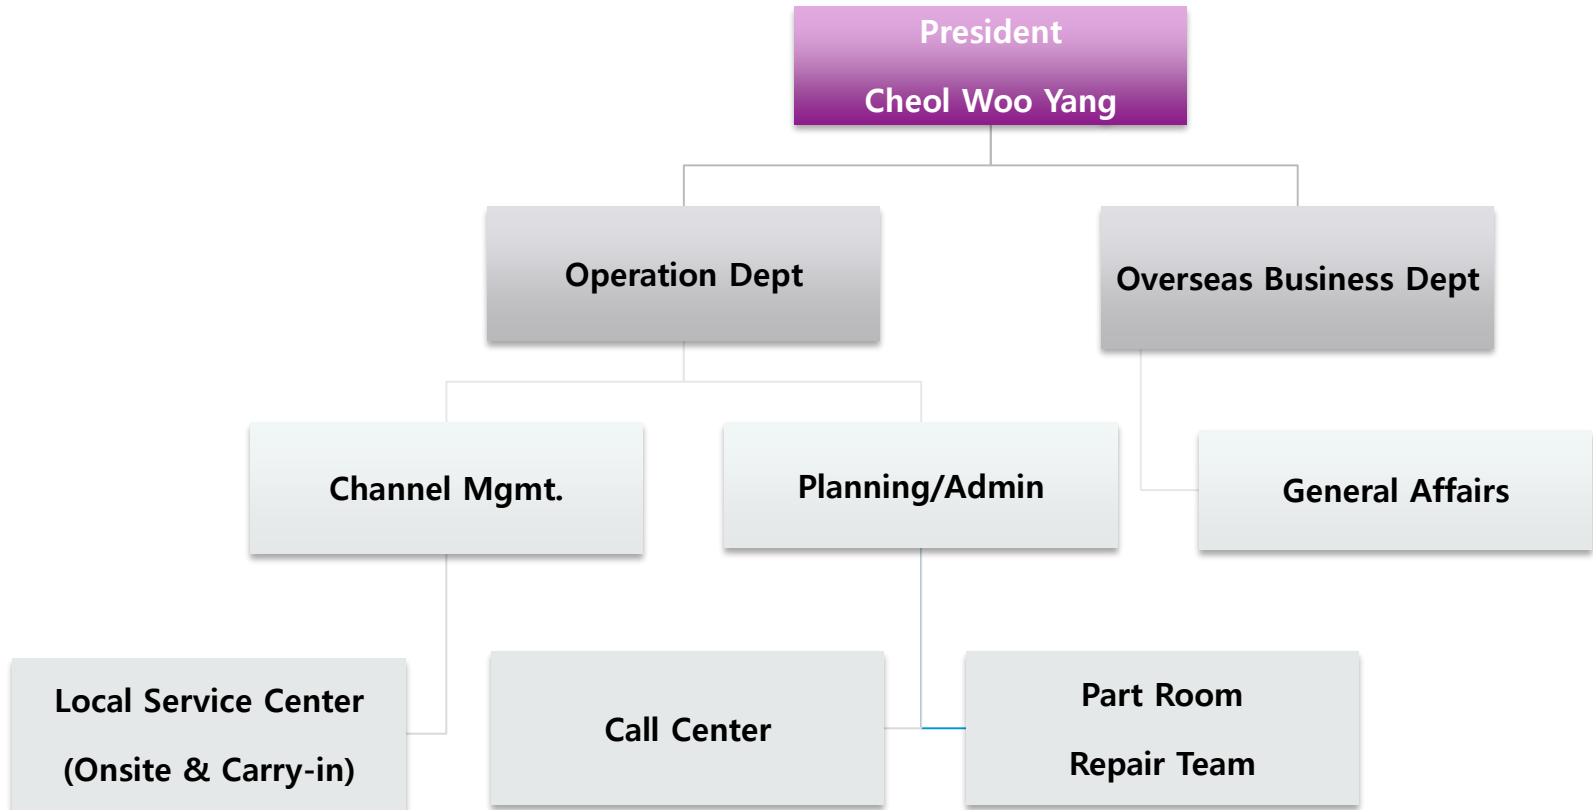 President
Cheol Woo Yang
Operation Dept
Overseas Business Dept
Channel Mgmt.
Planning/Admin
General Affairs
Local Service Center
(Onsite & Carry-in)
Call Center
Part Room
Repair Team